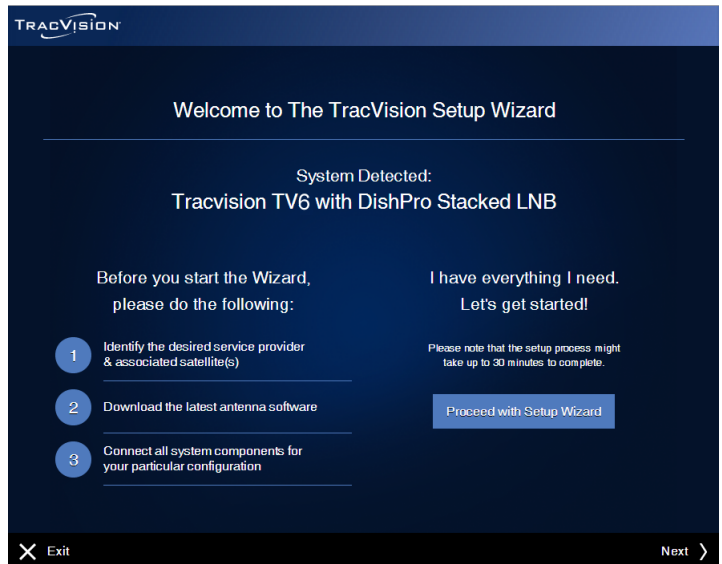 TracVision
Welcome to The TracVision Setup Wizard
System Detected:
Tracvision TV6 with DishPro Stacked LNB
Before you start the Wizard,
please do the following:
1
Identify the desired service provider
& associated satellite(s)
2
Download the latest antenna software
3
Connect all system components for
your particular configuration
I have everything I need.
Let's get started!
Please note that the setup process might
take up to 30 minutes to complete.
Proceed with Setup Wizard
Exit
Next